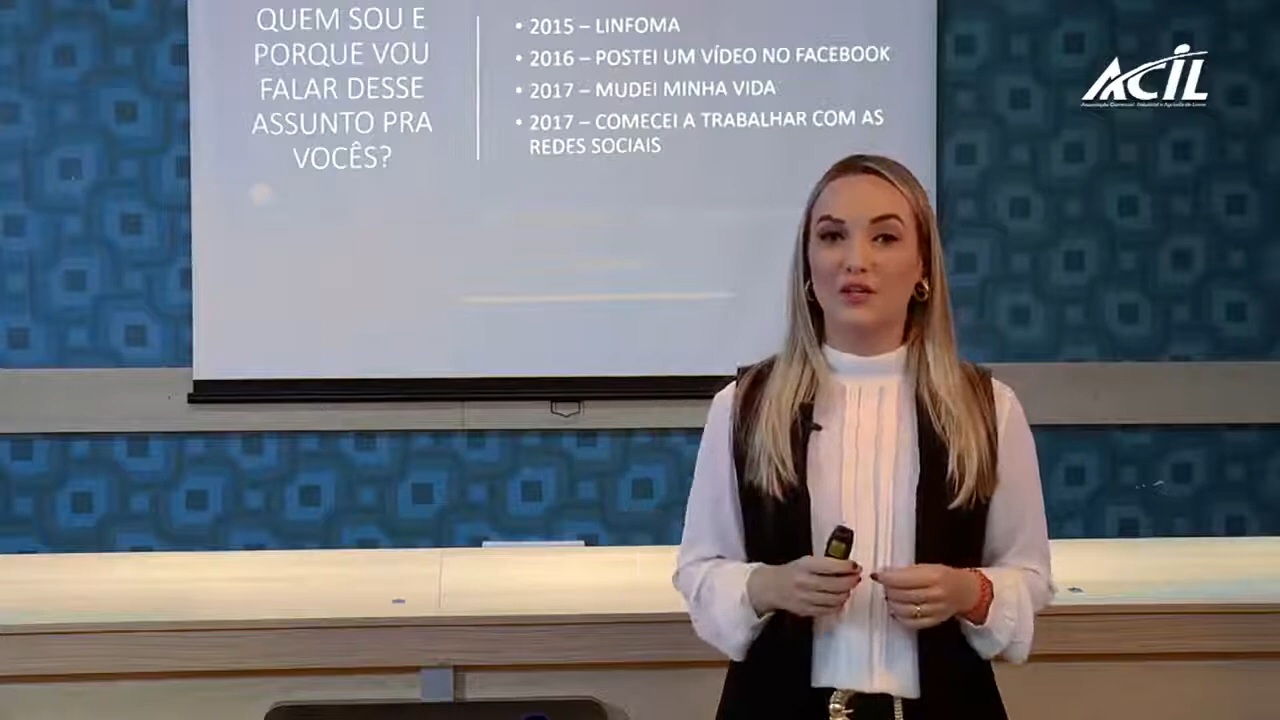 QUEM SOU E
PORQUE VOU
FALAR DESSE
ASSUNTO PRA
VOCÊS?
• 2015 – LINFOMA
• 2016 – POSTEI UM VÍDEO NO FACEBOOK
• 2017 – MUDEI MINHA VIDA
• 2017 – COMECEI A TRABALHAR COM AS
REDES SOCIAIS
ACIL